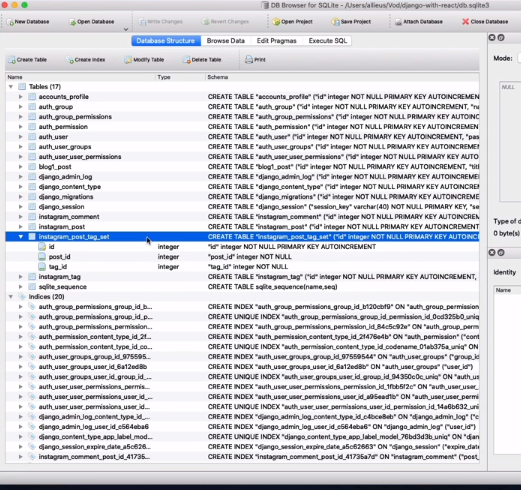 DB Browser for SQLite - /Users/allieus/Vod/django-with-react/db.sqlite3
New Database Open Database Write Changes Revert Changes Open Project Save Project Attach Database Close Database
Database Structure Browse Data Edit Pragmas Execute SQL
Create Table Create Index Modify Table Delete Table Print
Mode:
Name Type Schema
NULL
Tables (17)
accounts_profile CREATE TABLE "accounts_profile" ("id" integer NOT NULL PRIMARY KEY AUTOINCREMEN
auth_group CREATE TABLE "auth_group" ("id" integer NOT NULL PRIMARY KEY AUTOINCREMENT, "na
auth_group_permissions CREATE TABLE "auth_group_permissions" ("id" integer NOT NULL PRIMARY KEY AUTOINC
auth_permission CREATE TABLE "auth_permission" ("id" integer NOT NULL PRIMARY KEY AUTOINCREMENT
auth_user CREATE TABLE "auth_user" ("id" integer NOT NULL PRIMARY KEY AUTOINCREMENT, "pas
auth_user_groups CREATE TABLE "auth_user_groups" ("id" integer NOT NULL PRIMARY KEY AUTOINCREMEN
auth_user_user_permissions CREATE TABLE "auth_user_user_permissions" ("id" integer NOT NULL PRIMARY KEY AUTO
blog1_post CREATE TABLE "blog1_post" ("id" integer NOT NULL PRIMARY KEY AUTOINCREMENT, "titl
django_admin_log CREATE TABLE "django_admin_log" ("id" integer NOT NULL PRIMARY KEY AUTOINCREMEN
django_content_type CREATE TABLE "django_content_type" ("id" integer NOT NULL PRIMARY KEY AUTOINCREM
django_migrations CREATE TABLE "django_migrations" ("id" integer NOT NULL PRIMARY KEY AUTOINCREMEN
django_session CREATE TABLE "django_session" ("session_key" varchar(40) NOT NULL PRIMARY KEY, "se
instagram_comment CREATE TABLE "instagram_comment" ("id" integer NOT NULL PRIMARY KEY AUTOINCREM
instagram_post CREATE TABLE "instagram_post" ("id" integer NOT NULL PRIMARY KEY AUTOINCREMENT,
Type of d
instagram_post_tag_set CREATE TABLE "instagram_post_tag_set" ("id" integer NOT NULL PRIMARY KEY AUTOINC
0 byte(s)
id integer "id" integer NOT NULL PRIMARY KEY AUTOINCREMENT
post_id integer "post_id" integer NOT NULL
tag_id integer "tag_id" integer NOT NULL
Identity
instagram_tag CREATE TABLE "instagram_tag" ("id" integer NOT NULL PRIMARY KEY AUTOINCREMENT,
sqlite_sequence CREATE TABLE sqlite_sequence(name,seq)
Name
Indices (20)
auth_group_permissions_group_id_b... CREATE INDEX "auth_group_permissions_group_id_b120cbf9" ON "auth_group_perm
auth_group_permissions_group_id_p... CREATE UNIQUE INDEX "auth_group_permissions_group_id_permission_id_0cd325b0_uniq"
auth_group_permissions_permission_... CREATE INDEX "auth_group_permissions_permission_id_84c5c92e" ON "auth_group_perm
auth_permission_content_type_id_2f... CREATE INDEX "auth_permission_content_type_id_2f476e4b" ON "auth_permission" ("cont
CREATE UNIQUE INDEX "auth_permission_content_type_id_codename_01ab375a_uniq" ON
auth_user_groups_group_id_975595... CREATE INDEX "auth_user_groups_group_id_97559544" ON "auth_user_groups" ("group_id
auth_user_groups_user_id_6a12ed8b CREATE INDEX "auth_user_groups_user_id_6a12ed8b" ON "auth_user_groups" ("user_id")
auth_user_groups_user_id_group_id_... CREATE UNIQUE INDEX "auth_user_groups_user_id_group_id_94350c0c_uniq" ON "auth_us
auth_user_user_permissions_permis... CREATE INDEX "auth_user_user_permissions_permission_id_1fbb5f2c" ON "auth_user_user
auth_user_user_permissions_user_id... CREATE INDEX "auth_user_user_permissions_user_id_a95ead1b" ON "auth_user_user_perm
auth_user_user_permissions_user_id_... CREATE UNIQUE INDEX
django_admin_log_content_type_id_... CREATE INDEX "django_admin_log_content_type_id_c4bce8eb" ON "django_admin_log" ("c
django_admin_log_user_id_c564eba6 CREATE INDEX "django_admin_log_user_id_c564eba6" ON "django_admin_log" ("user_id")
django_content_type_app_label_mod... CREATE UNIQUE INDEX "django_content_type_app_label_model_76bd3d3b_uniq" ON "djan
django_session_expire_date_a5c626... CREATE INDEX "django_session_expire_date_a5c62663" ON "django_session" ("expire_date
instagram_comment_post_id_41735... CREATE INDEX "instagram_comment_post_id_41735a7d" ON "instagram_comment" ("post_